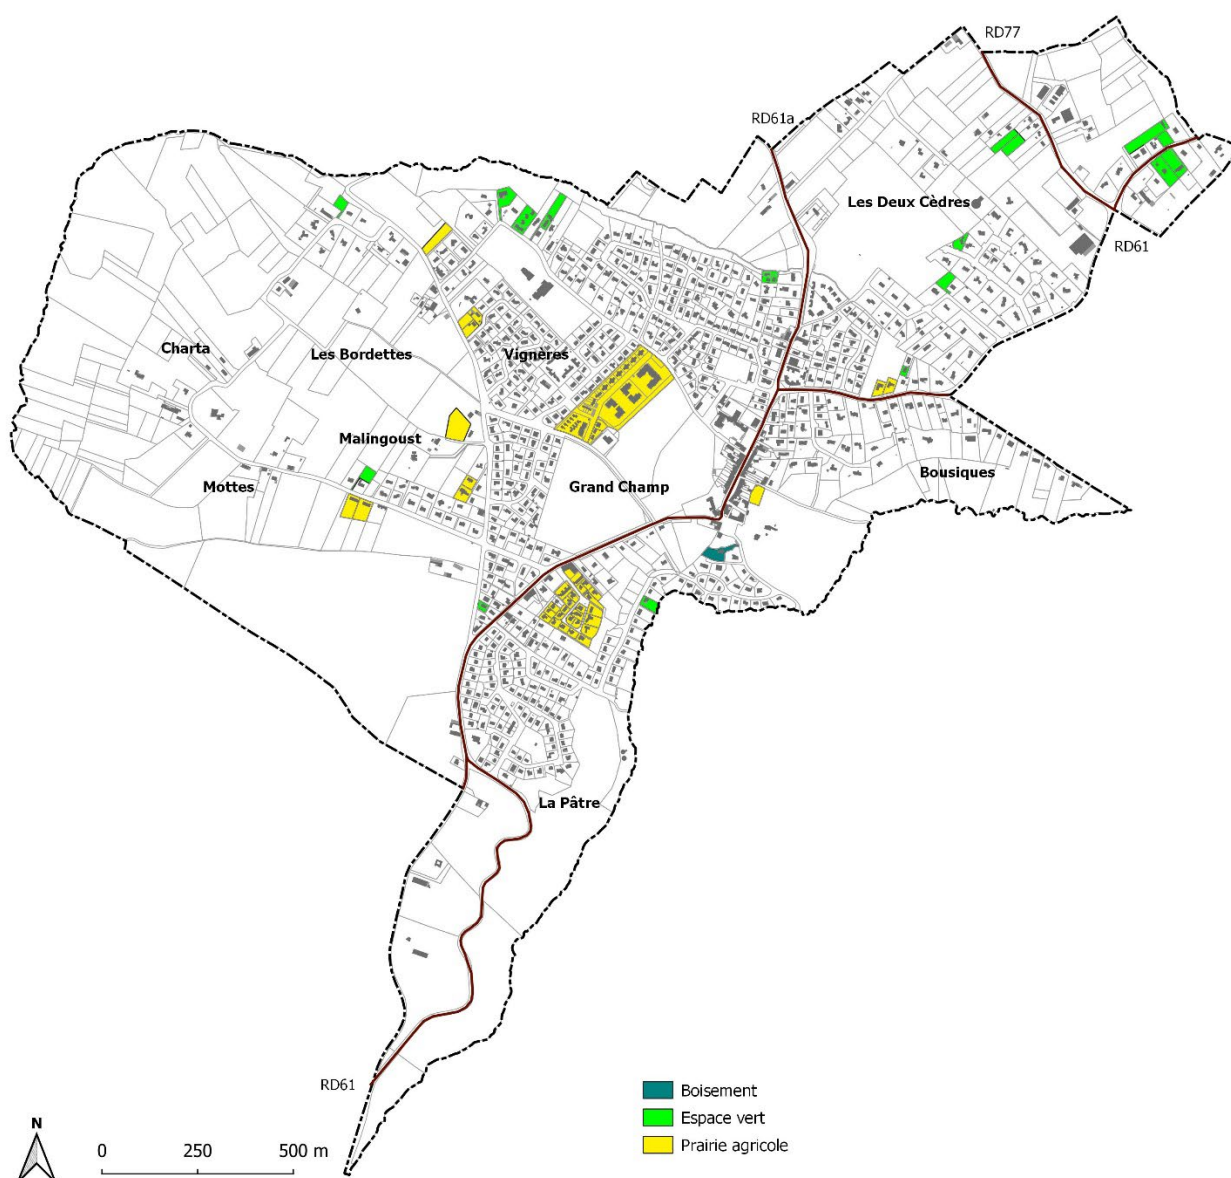 RD77
RD61a
Les Deux Cèdres
RD61
Charta
Les Bordettes
Vignères
Malingoust
Mottes
Grand Champ
Bousiques
La Pâtre
RD61
Boisement
Espace vert
Prairie agricole
N
0 250 500 m